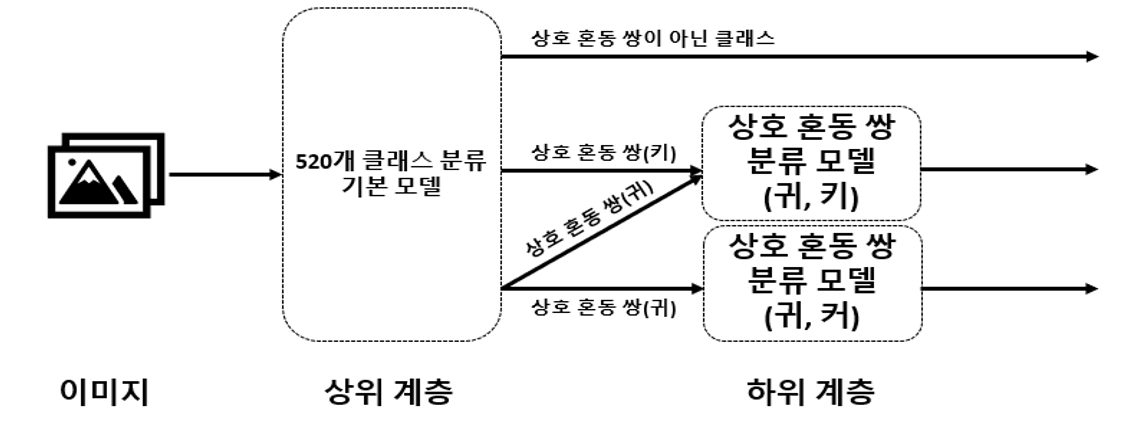 상호 혼동 쌍이 아닌 클래스
520개 클래스 분류
기본 모델
상호 혼동 쌍(키)
상호 혼동 쌍(귀)
상호 혼동 쌍(귀)
상호 혼동 쌍
분류 모델
(귀, 키)
상호 혼동 쌍
분류 모델
(귀, 커)
이미지
상위 계층
하위 계층